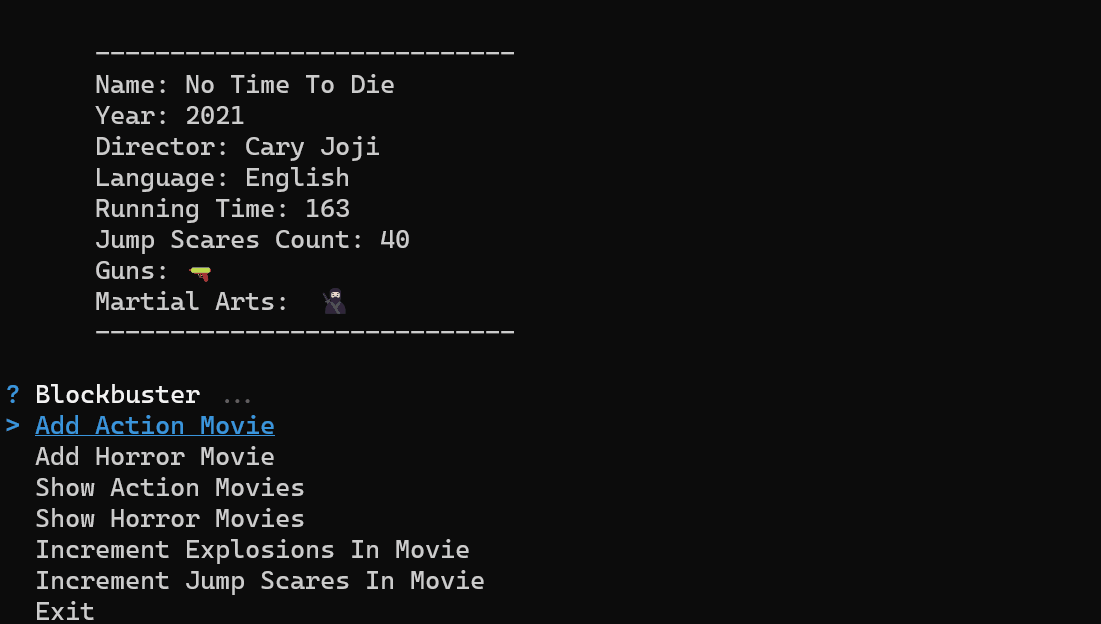 ----------------------------
Name: No Time To Die
Year: 2021
Director: Cary Joji
Language: English
Running Time: 163
Jump Scares Count: 40
Guns: 🔫
Martial Arts:  🥷
----------------------------
? Blockbuster ...
> Add Action Movie
Add Horror Movie
Show Action Movies
Show Horror Movies
Increment Explosions In Movie
Increment Jump Scares In Movie
Exit